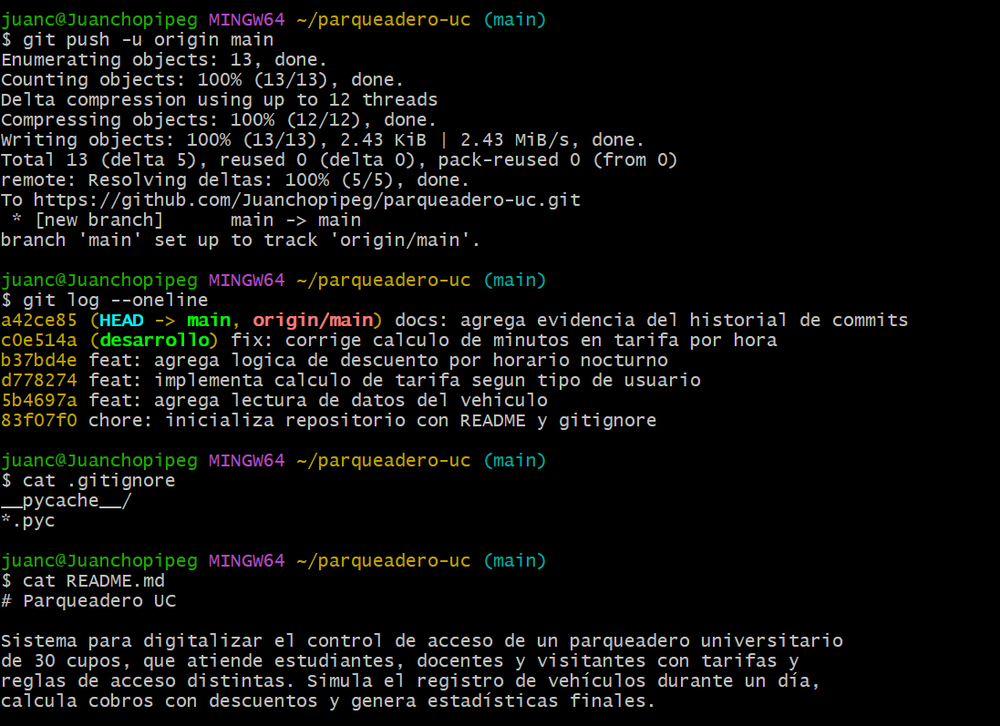 juanc@Juanchopipeg MINGW64 ~/parqueadero-uc (main)
$ git push -u origin main
Enumerating objects: 13, done.
Counting objects: 100% (13/13), done.
Delta compression using up to 12 threads
Compressing objects: 100% (12/12), done.
Writing objects: 100% (13/13), 2.43 KiB | 2.43 MiB/s, done.
Total 13 (delta 5), reused 0 (delta 0), pack-reused 0 (from 0)
remote: Resolving deltas: 100% (5/5), done.
To https://github.com/Juanchopipeg/parqueadero-uc.git
 * [new branch]      main -> main
branch 'main' set up to track 'origin/main'.
juanc@Juanchopipeg MINGW64 ~/parqueadero-uc (main)
$ git log --oneline
a42ce85 (HEAD -> main, origin/main) docs: agrega evidencia del historial de commits
c0e514a (desarrollo) fix: corrige calculo de minutos en tarifa por hora
b37bd4e feat: agrega logica de descuento por horario nocturno
d778274 feat: implementa calculo de tarifa segun tipo de usuario
5b4697a feat: agrega lectura de datos del vehiculo
83f07f0 chore: inicializa repositorio con README y gitignore
juanc@Juanchopipeg MINGW64 ~/parqueadero-uc (main)
$ cat .gitignore
__pycache__/
*.pyc
juanc@Juanchopipeg MINGW64 ~/parqueadero-uc (main)
$ cat README.md
# Parqueadero UC
Sistema para digitalizar el control de acceso de un parqueadero universitario
de 30 cupos, que atiende estudiantes, docentes y visitantes con tarifas y
reglas de acceso distintas. Simula el registro de vehículos durante un día,
calcula cobros con descuentos y genera estadísticas finales.